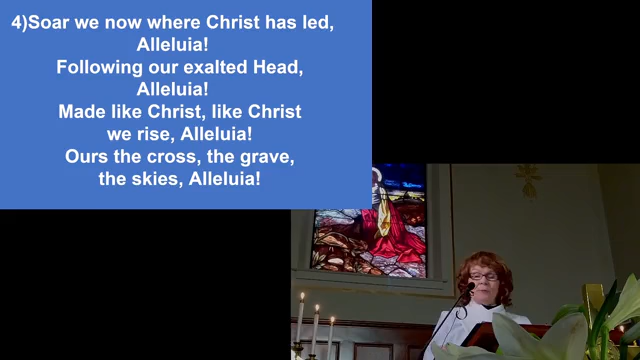 4)Soar we now where Christ has led,
Alleluia!
Following our exalted Head,
Alleluia!
Made like Christ, like Christ
we rise, Alleluia!
Ours the cross, the grave,
the skies, Alleluia!